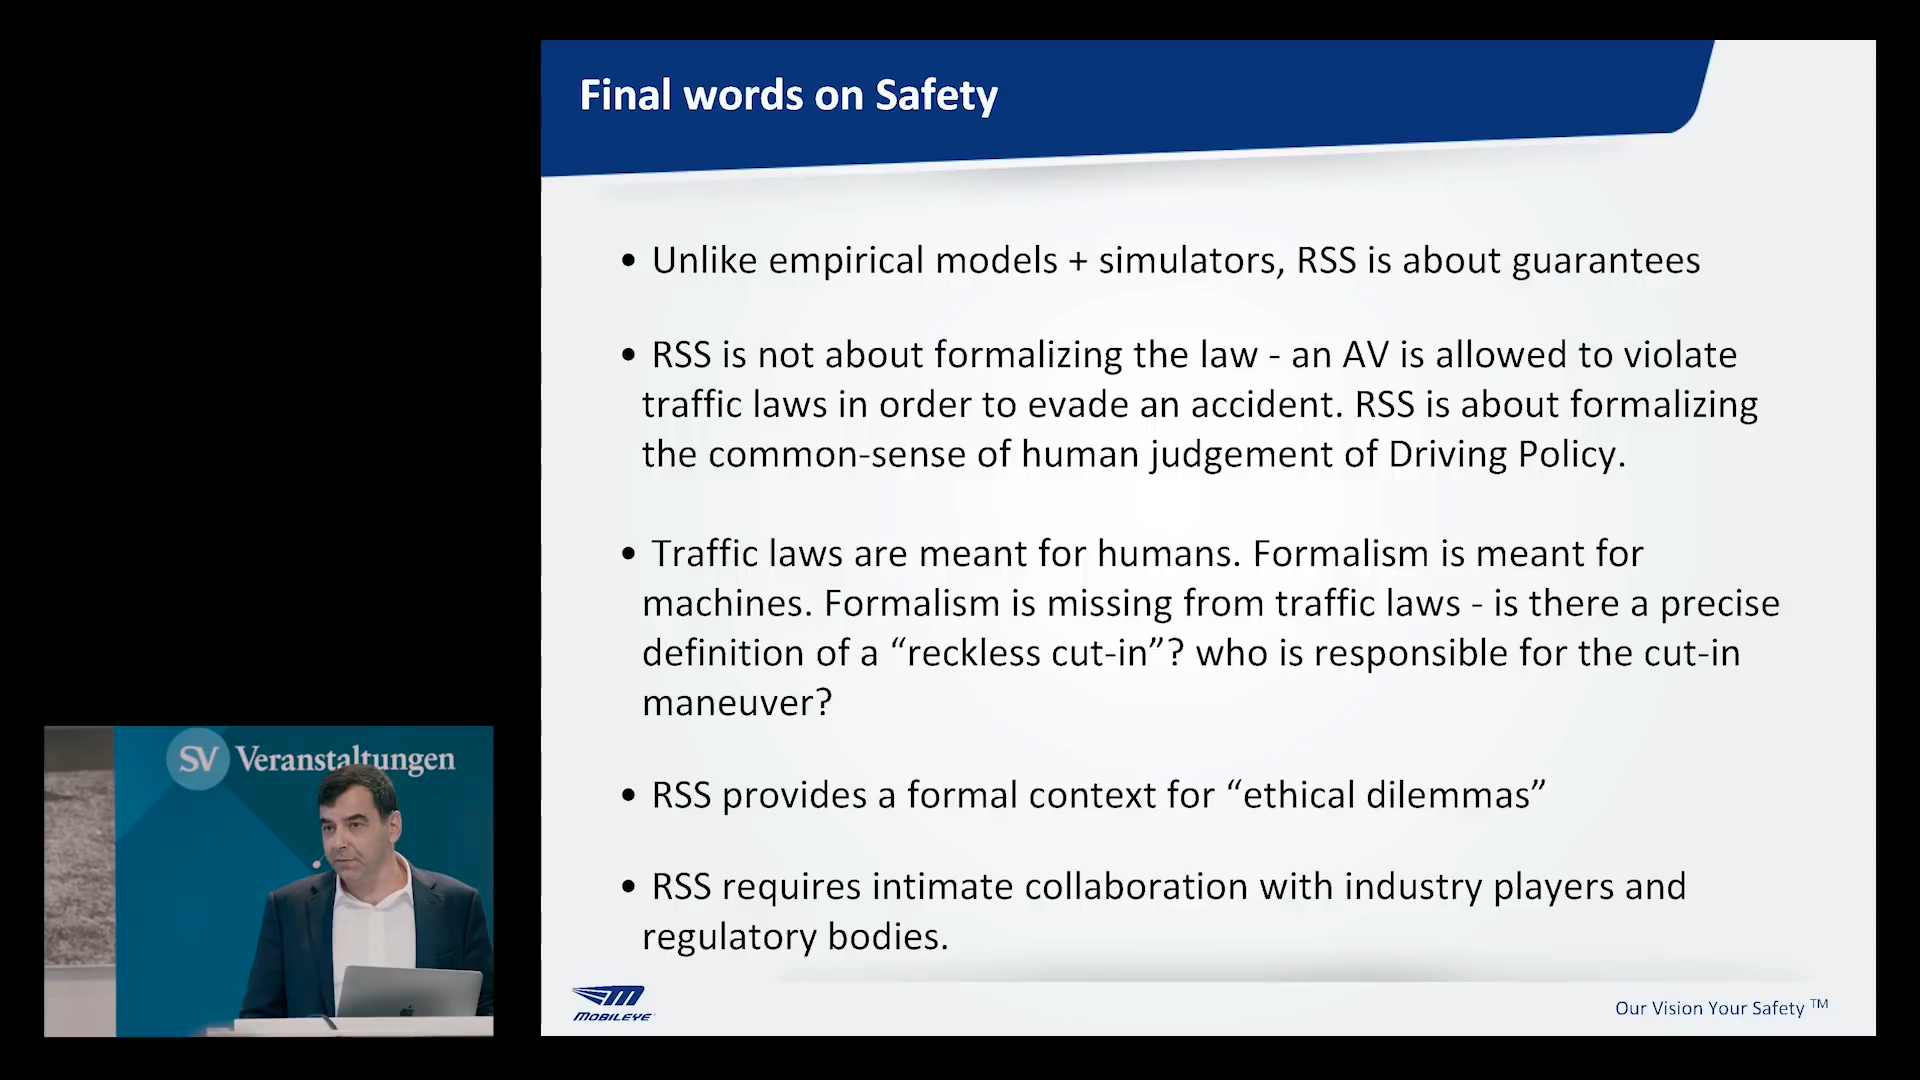 Final words on Safety
• Unlike empirical models + simulators, RSS is about guarantees
• RSS is not about formalizing the law - an AV is allowed to violate
traffic laws in order to evade an accident. RSS is about formalizing
the common-sense of human judgement of Driving Policy.
• Traffic laws are meant for humans. Formalism is meant for
machines. Formalism is missing from traffic laws - is there a precise
definition of a “reckless cut-in”? who is responsible for the cut-in
maneuver?
• RSS provides a formal context for “ethical dilemmas”
• RSS requires intimate collaboration with industry players and
regulatory bodies.
MOBILEYE
Our Vision Your Safety TM
SV Veranstaltungen